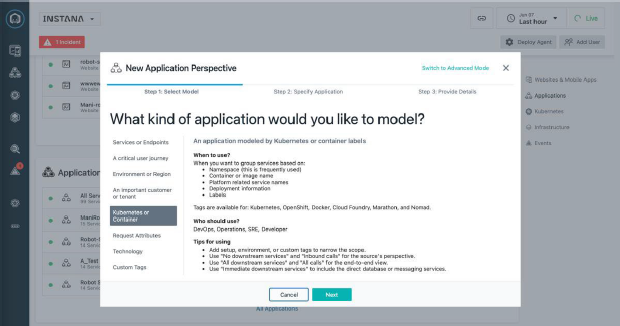 INSTANA
Jun 07
Last hour
Live
1 Incident
Deploy Agent
Add User
robot-s
Website
wwwww
Website
Mani-ro
Website
New Application Perspective
Switch to Advanced Mode
Step 1: Select Model
Step 2: Specify Application
Step 3: Provide Details
What kind of application would you like to model?
Services or Endpoints
A critical user journey
Environment or Region
An important customer
or tenant
Kubernetes or
Container
Request Attributes
Technology
Custom Tags
An application modeled by Kubernetes or container labels
When to use?
When you want to group services based on:
• Namespace (this is frequently used)
• Container or image name
• Platform related service names
• Deployment information
• Labels
Tags are available for: Kubernetes, OpenShift, Docker, Cloud Foundry, Marathon, and Nomad.
Who should use?
DevOps, Operations, SRE, Developer
Tips for using
• Add setup, environment, or custom tags to narrow the scope.
• Use "No downstream services" and "Inbound calls" for the source's perspective.
• Use "All downstream services" and "All calls" for the end-to-end view.
• Use "Immediate downstream services" to include the direct database or messaging services.
Cancel
Next
Websites & Mobile Apps
Applications
Kubernetes
Infrastructure
Events
Application
All Serv
ManiRo
Robot-S
14 Servi
A_Test
14 Servi
Robot S
14 Servi
All Applications